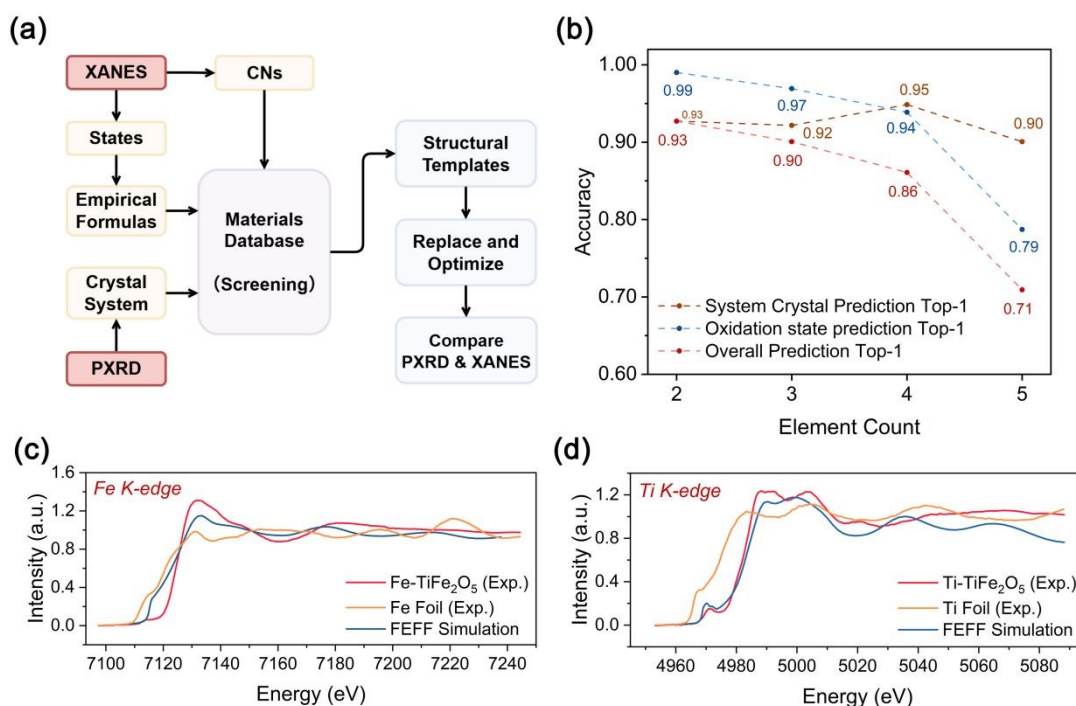 (a)
XANES
CNs
States
Empirical
Formulas
Crystal
System
PXRD
Materials
Database
(Screening)
Structural
Templates
Replace and
Optimize
Compare
PXRD & XANES
(b)
Accuracy
1.00
0.90
0.80
0.70
0.60
0.99
0.97
0.94
0.79
0.93
0.92
0.95
0.90
0.93
0.90
0.86
0.71
System Crystal Prediction Top-1
Oxidation state prediction Top-1
Overall Prediction Top-1
2 3 4 5
Element Count
(c)
Fe K-edge
Intensity (a.u.)
1.6
1.2
0.8
0.4
0.0
Fe-TiFe₂O₅ (Exp.)
Fe Foil (Exp.)
FEFF Simulation
7100 7120 7140 7160 7180 7200 7220 7240
Energy (eV)
(d)
Ti K-edge
Intensity (a.u.)
1.2
0.8
0.4
0.0
Ti-TiFe₂O₅ (Exp.)
Ti Foil (Exp.)
FEFF Simulation
4960 4980 5000 5020 5040 5060 5080
Energy (eV)